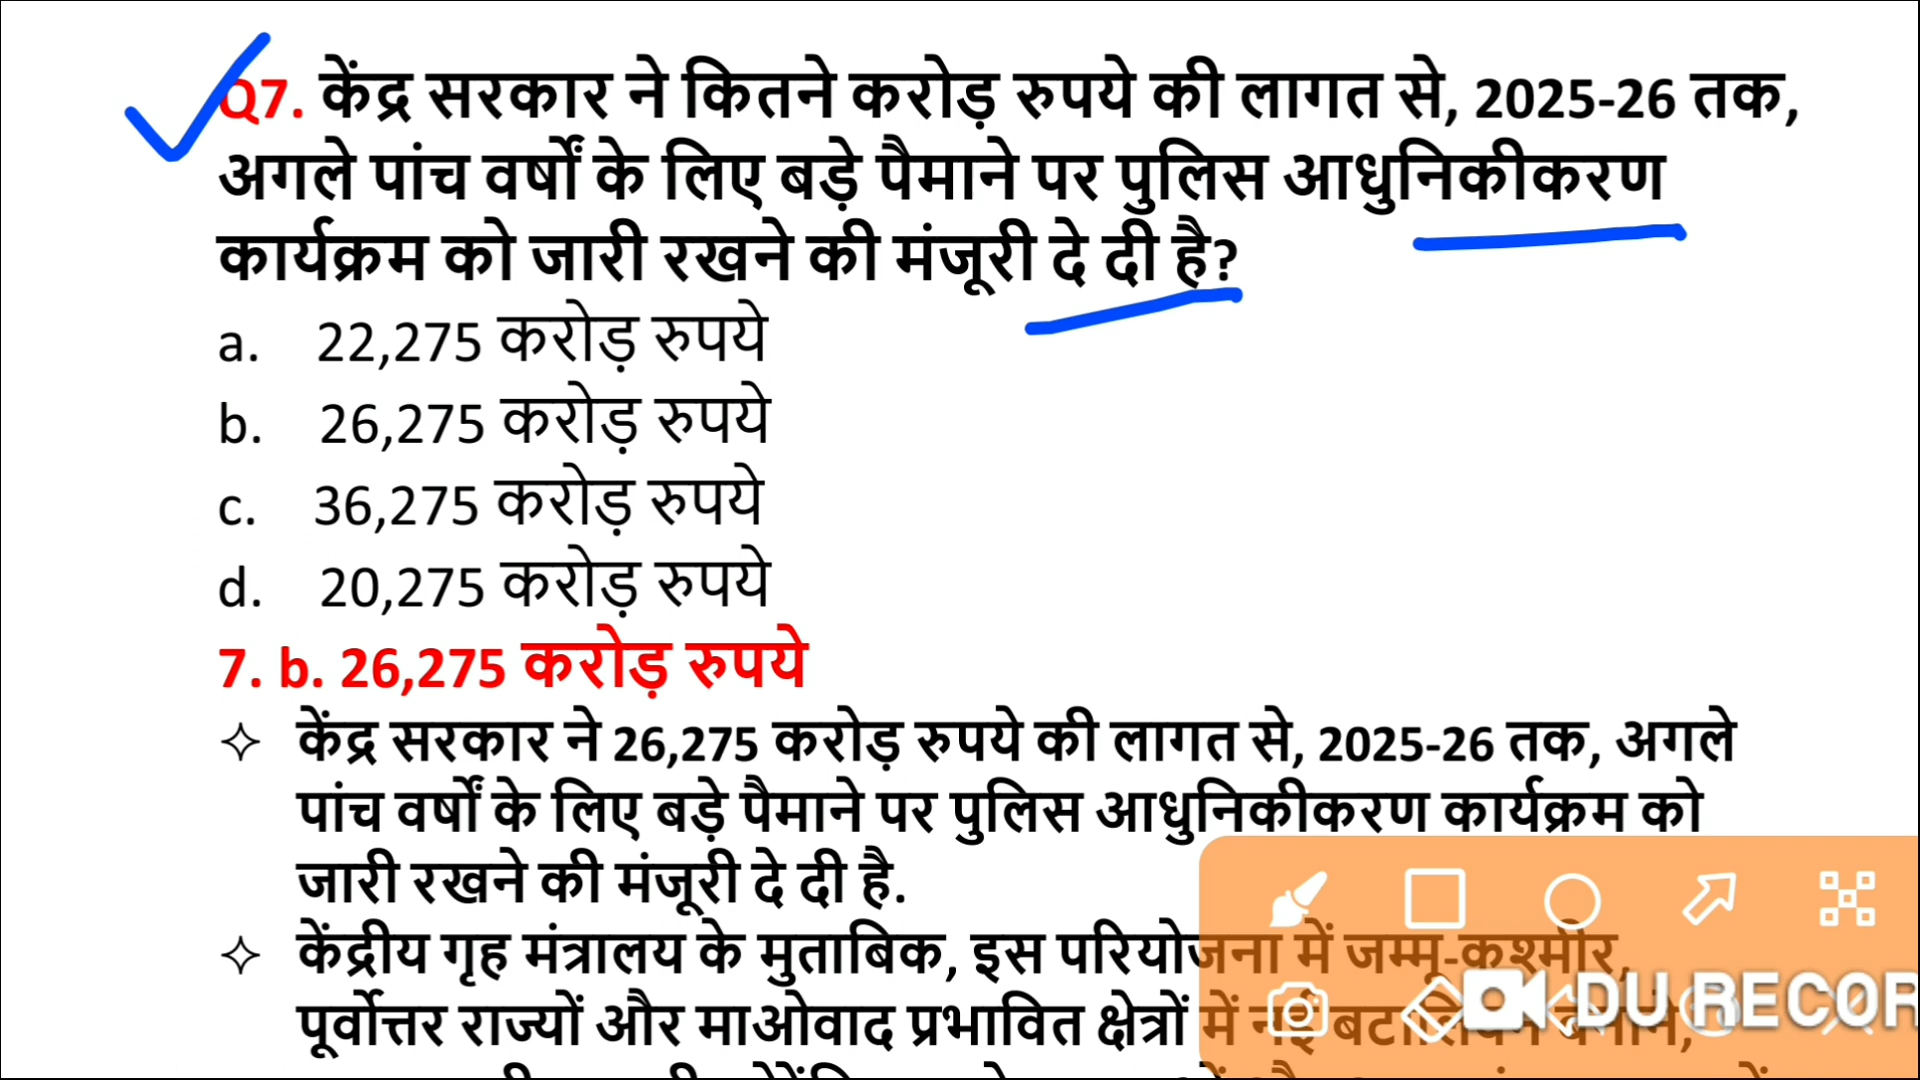 Q7. केंद्र सरकार ने कितने करोड़ रुपये की लागत से, 2025-26 तक,
अगले पांच वर्षों के लिए बड़े पैमाने पर पुलिस आधुनिकीकरण
कार्यक्रम को जारी रखने की मंजूरी दे दी है?
a. 22,275 करोड़ रुपये
b. 26,275 करोड़ रुपये
c. 36,275 करोड़ रुपये
d. 20,275 करोड़ रुपये
7. b. 26,275 करोड़ रुपये
✧ केंद्र सरकार ने 26,275 करोड़ रुपये की लागत से, 2025-26 तक, अगले
पांच वर्षों के लिए बड़े पैमाने पर पुलिस आधुनिकीकरण कार्यक्रम को
जारी रखने की मंजूरी दे दी है.
✧ केंद्रीय गृह मंत्रालय के मुताबिक, इस परियोजना में जम्मू-कश्मीर,
पूर्वोत्तर राज्यों और माओवाद प्रभावित क्षेत्रों में नई
DU RECOR